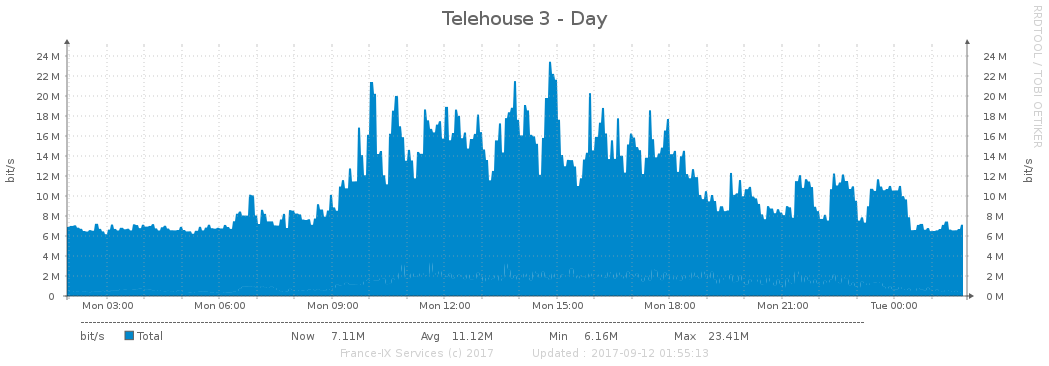 Telehouse 3 - Day
RRDTOOL / TOBI OETIKER
24 M 24 M
22 M 22 M
20 M 20 M
18 M 18 M
16 M 16 M
14 M 14 M
12 M 12 M
10 M 10 M
8 M 8 M
6 M 6 M
4 M 4 M
2 M 2 M
0 0 M
bit/s
bit/s
Mon 03:00 Mon 06:00 Mon 09:00 Mon 12:00 Mon 15:00 Mon 18:00 Mon 21:00 Tue 00:00
bit/s Total Now 7.11M Avg 11.12M Min 6.16M Max 23.41M
France-IX Services (c) 2017 Updated : 2017-09-12 01:55:13